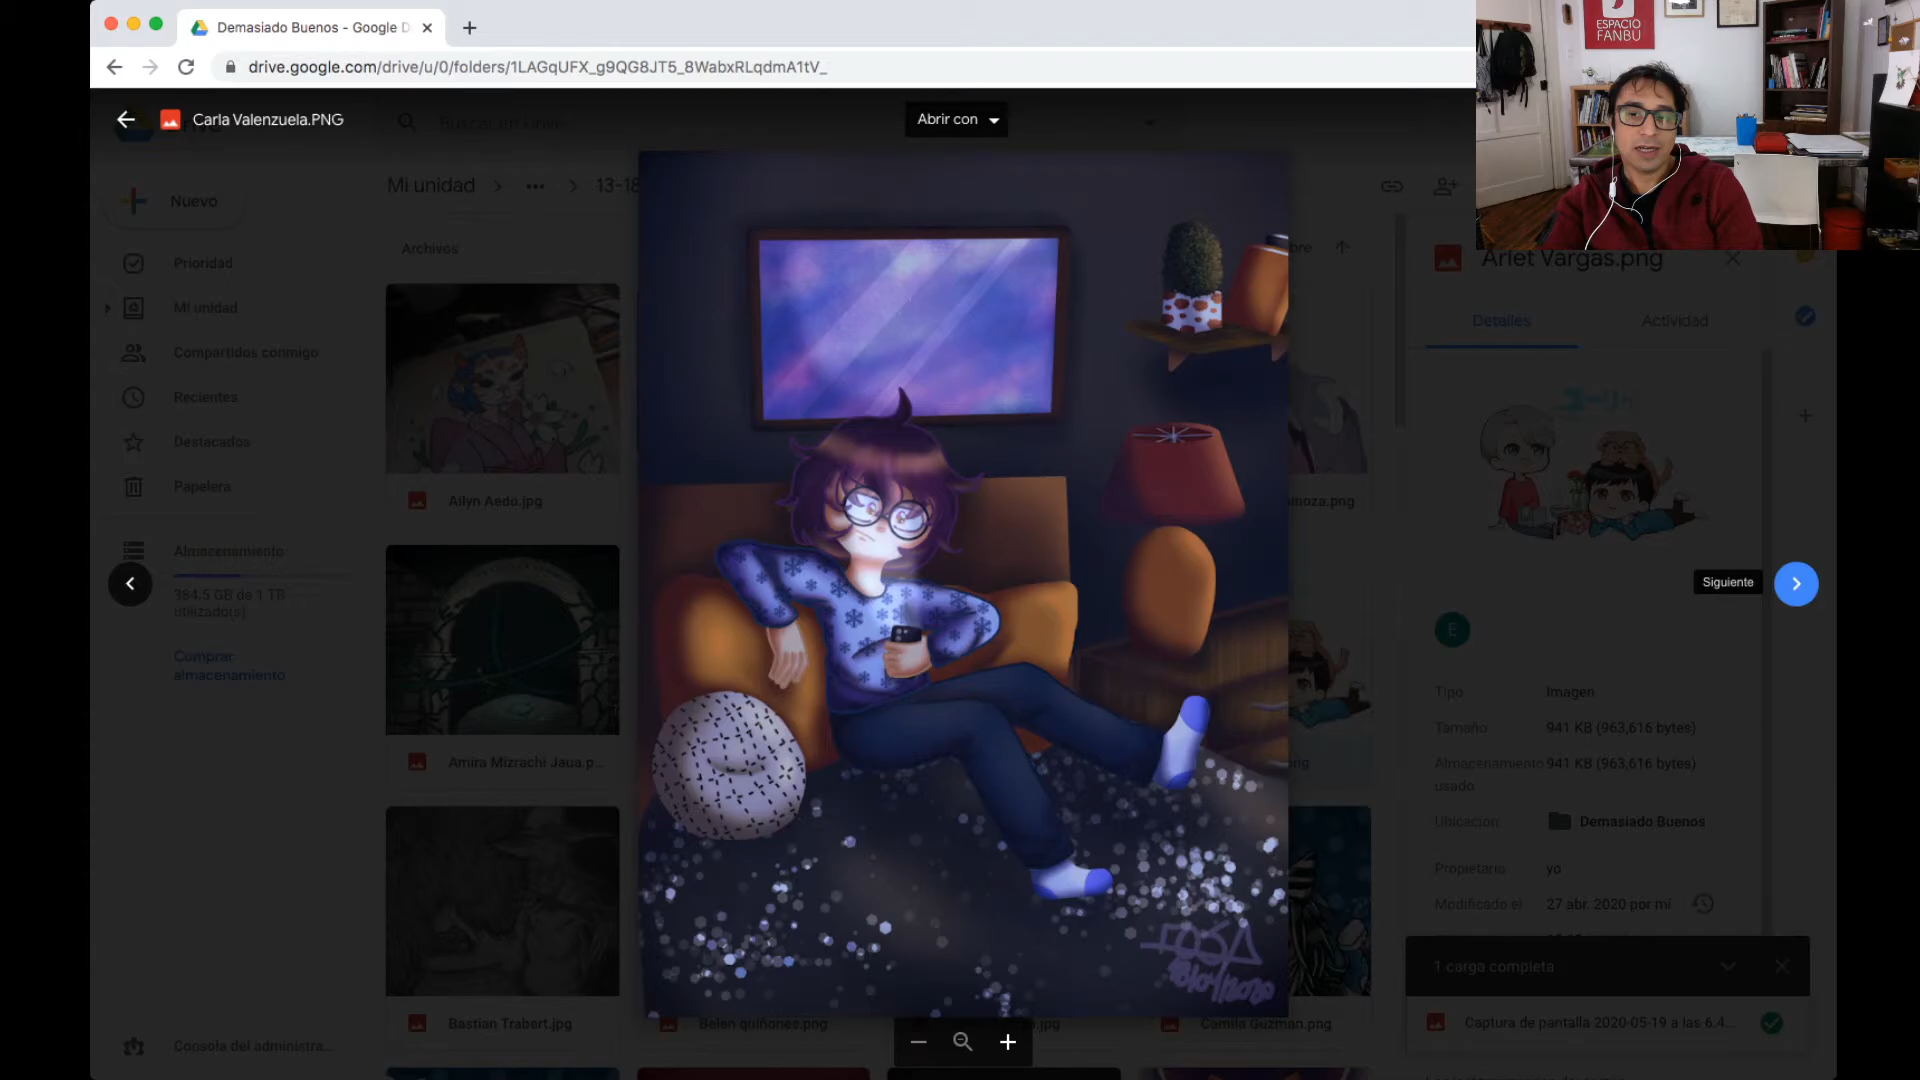 Demasiado Buenos - Google D
drive.google.com/drive/u/0/folders/1LAGqUFX_g9QG8JT5_8WabxRLqdmA1tV_
ESPACIO
FANBU
Carla Valenzuela.PNG
Buscar en Drive
Abrir con
Nuevo
Mi unidad
13-18
Archivos
Prioridad
Mi unidad
Compartidos conmigo
Recientes
Destacados
Papelera
Almacenamiento
384.5 GB de 1 TB
utilizado(s)
Comprar
almacenamiento
Consola del administra...
Ailyn Aedo.jpg
Amira Mizrachi Jaua.p...
Bastian Trabert.jpg
Belen quiñones.png
Camila Guzman.png
Arlet Vargas.png
Detalles
Actividad
Siguiente
E
Tipo
Imagen
Tamaño
941 KB (963,616 bytes)
Almacenamiento
usado
941 KB (963,616 bytes)
Ubicación
Demasiado Buenos
Propietario
yo
Modificado el
27 abr. 2020 por mí
1 carga completa
Captura de pantalla 2020-05-19 a las 6.4...